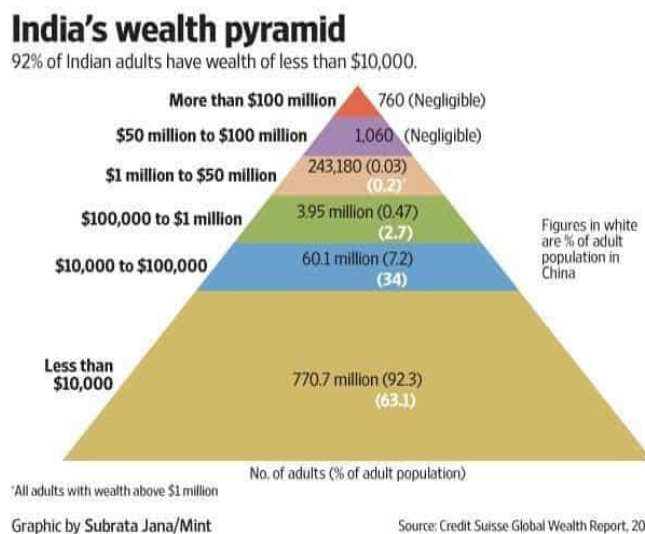 India's wealth pyramid
92% of Indian adults have wealth of less than $10,000.
More than $100 million 760 (Negligible)
$50 million to $100 million 1,060 (Negligible)
$1 million to $50 million 243,180 (0.03)
(0.2)*
$100,000 to $1 million 3.95 million (0.47)
(2.7)
$10,000 to $100,000 60.1 million (7.2)
(34)
Figures in white
are % of adult
population in
China
Less than
$10,000
770.7 million (92.3)
(63.1)
No. of adults (% of adult population)
*All adults with wealth above $1 million
Graphic by Subrata Jana/Mint
Source: Credit Suisse Global Wealth Report, 20